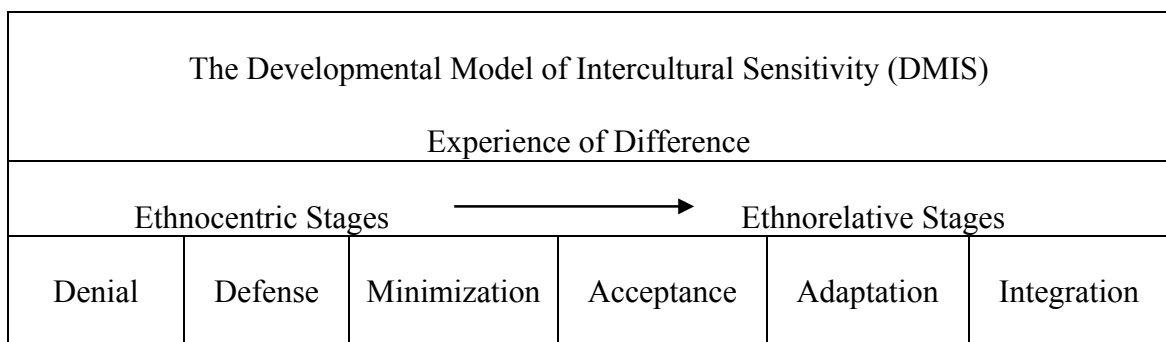 The Developmental Model of Intercultural Sensitivity (DMIS)
Experience of Difference
Ethnocentric Stages Ethnorelative Stages
Denial Defense Minimization Acceptance Adaptation Integration